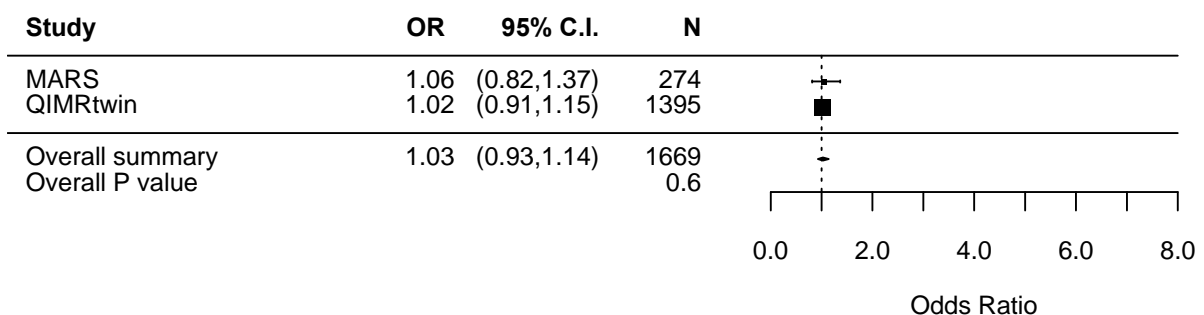 Study OR 95% C.I. N
MARS 1.06 (0.82,1.37) 274
QIMRtwin 1.02 (0.91,1.15) 1395
Overall summary 1.03 (0.93,1.14) 1669
Overall P value 0.6
0.0 2.0 4.0 6.0 8.0
Odds Ratio